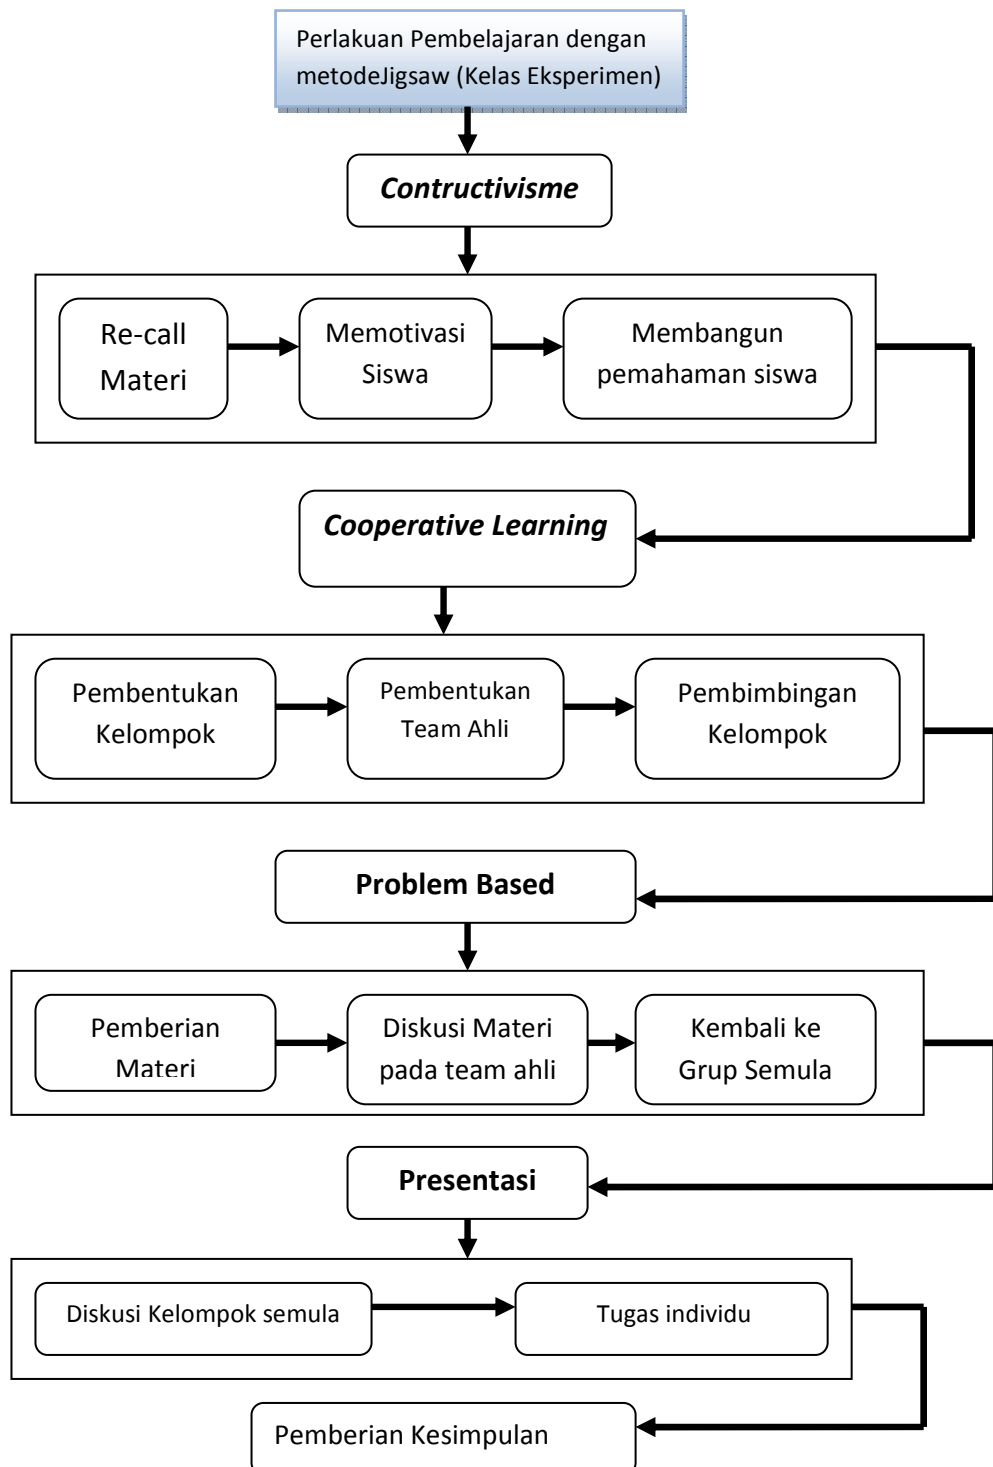 Perlakuan Pembelajaran dengan
metodeJigsaw (Kelas Eksperimen)
Contructivisme
Re-call
Materi
Memotivasi
Siswa
Membangun
pemahaman siswa
Cooperative Learning
Pembentukan
Kelompok
Pembentukan
Team Ahli
Pembimbingan
Kelompok
Problem Based
Pemberian
Materi
Diskusi Materi
pada team ahli
Kembali ke
Grup Semula
Presentasi
Diskusi Kelompok semula
Tugas individu
Pemberian Kesimpulan